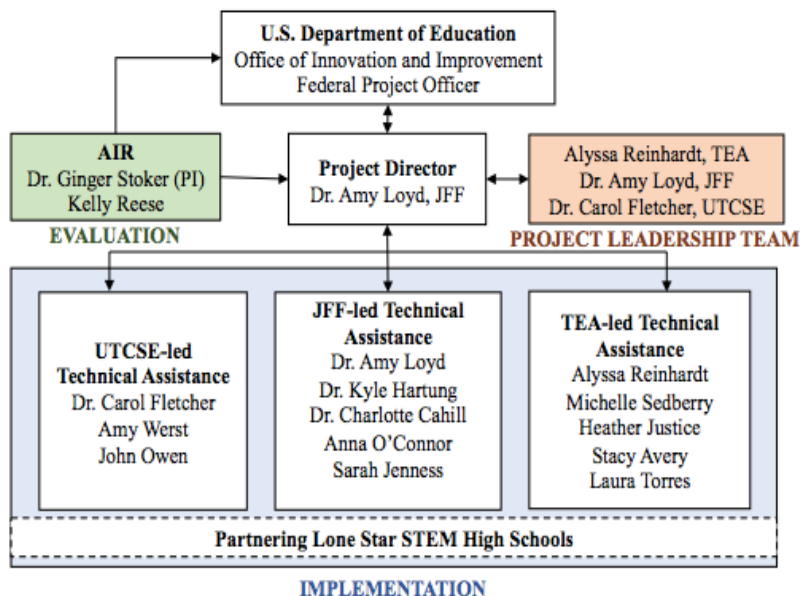 U.S. Department of Education
Office of Innovation and Improvement
Federal Project Officer
AIR
Dr. Ginger Stoker (PI)
Kelly Reese
EVALUATION
Project Director
Dr. Amy Loyd, JFF
Alyssa Reinhardt, TEA
Dr. Amy Loyd, JFF
Dr. Carol Fletcher, UTCSE
PROJECT LEADERSHIP TEAM
UTCSE-led
Technical Assistance
Dr. Carol Fletcher
Amy Werst
John Owen
JFF-led Technical
Assistance
Dr. Amy Loyd
Dr. Kyle Hartung
Dr. Charlotte Cahill
Anna O’Connor
Sarah Jenness
TEA-led Technical
Assistance
Alyssa Reinhardt
Michelle Sedberry
Heather Justice
Stacy Avery
Laura Torres
Partnering Lone Star STEM High Schools
IMPLEMENTATION